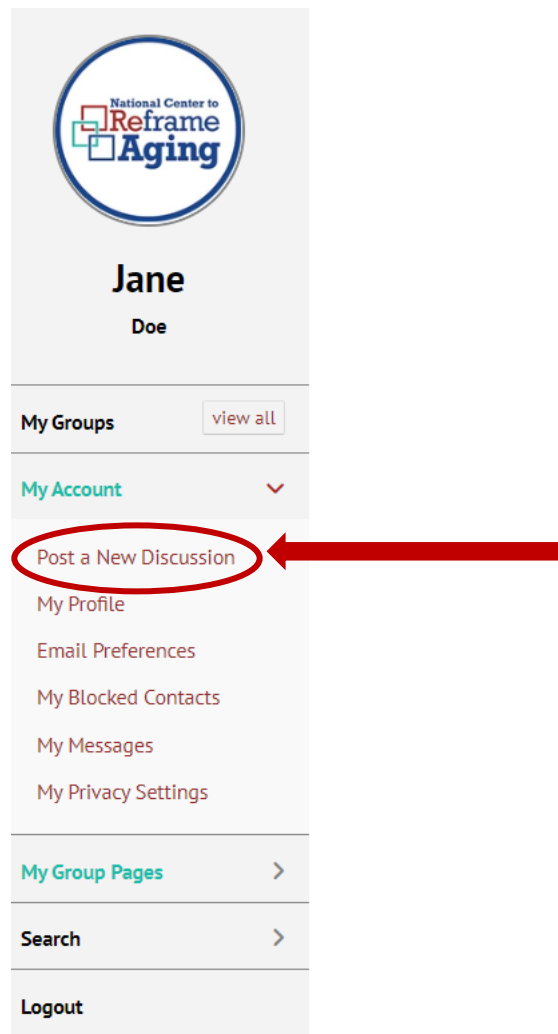 National Center to
Reframe
Aging
Jane
Doe
My Groups view all
My Account
Post a New Discussion
My Profile
Email Preferences
My Blocked Contacts
My Messages
My Privacy Settings
My Group Pages
Search
Logout